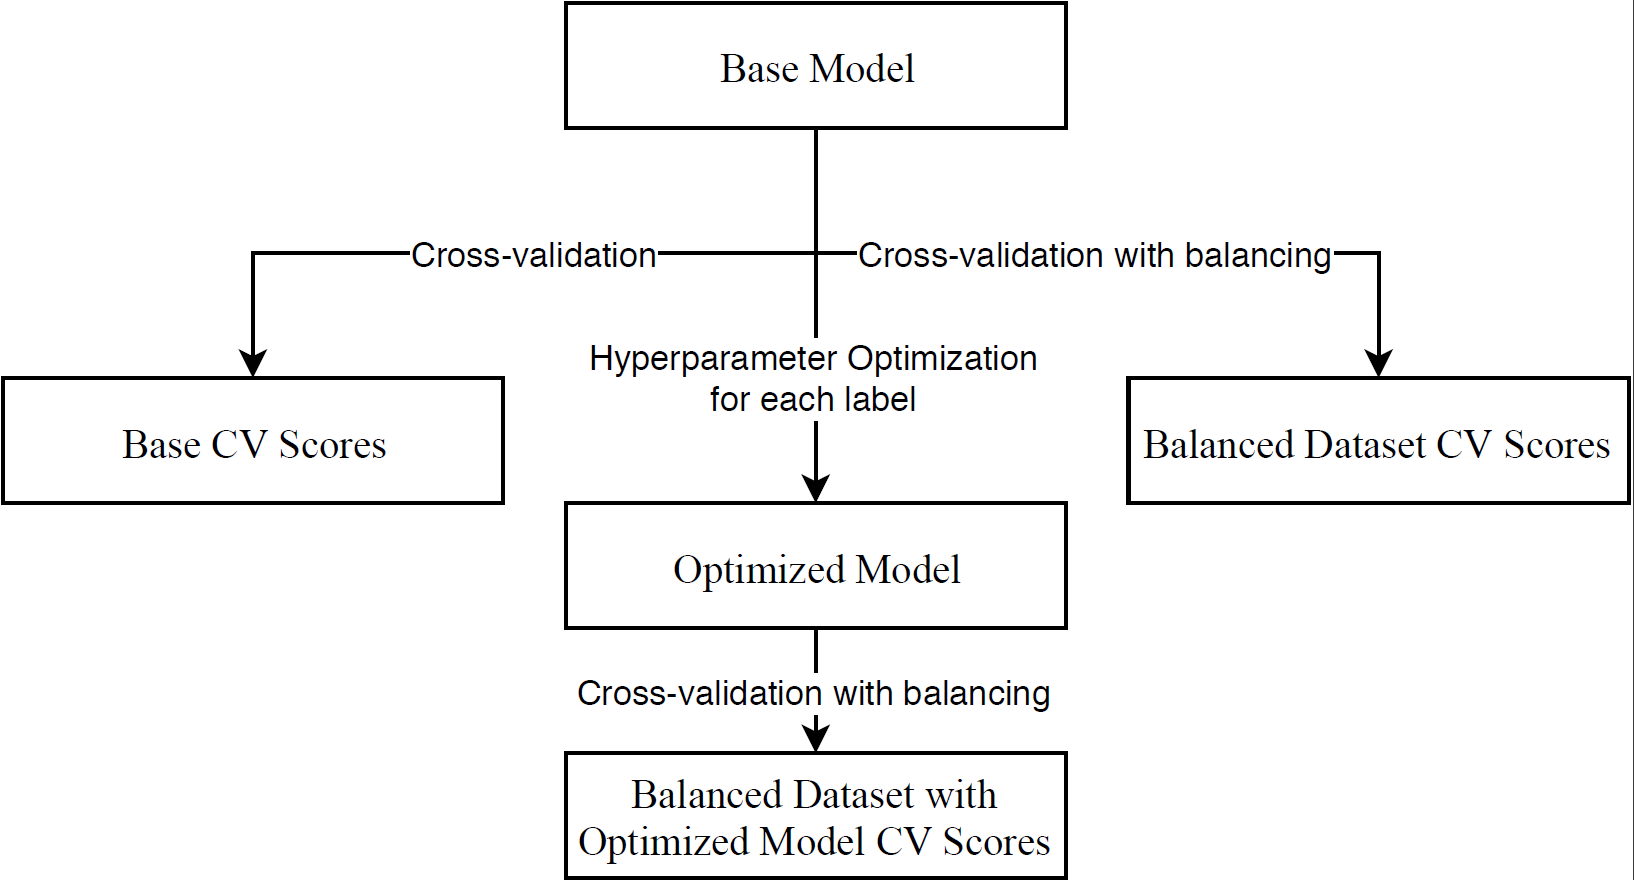 Base Model
Cross-validation
Cross-validation with balancing
Hyperparameter Optimization
for each label
Base CV Scores
Balanced Dataset CV Scores
Optimized Model
Cross-validation with balancing
Balanced Dataset with
Optimized Model CV Scores